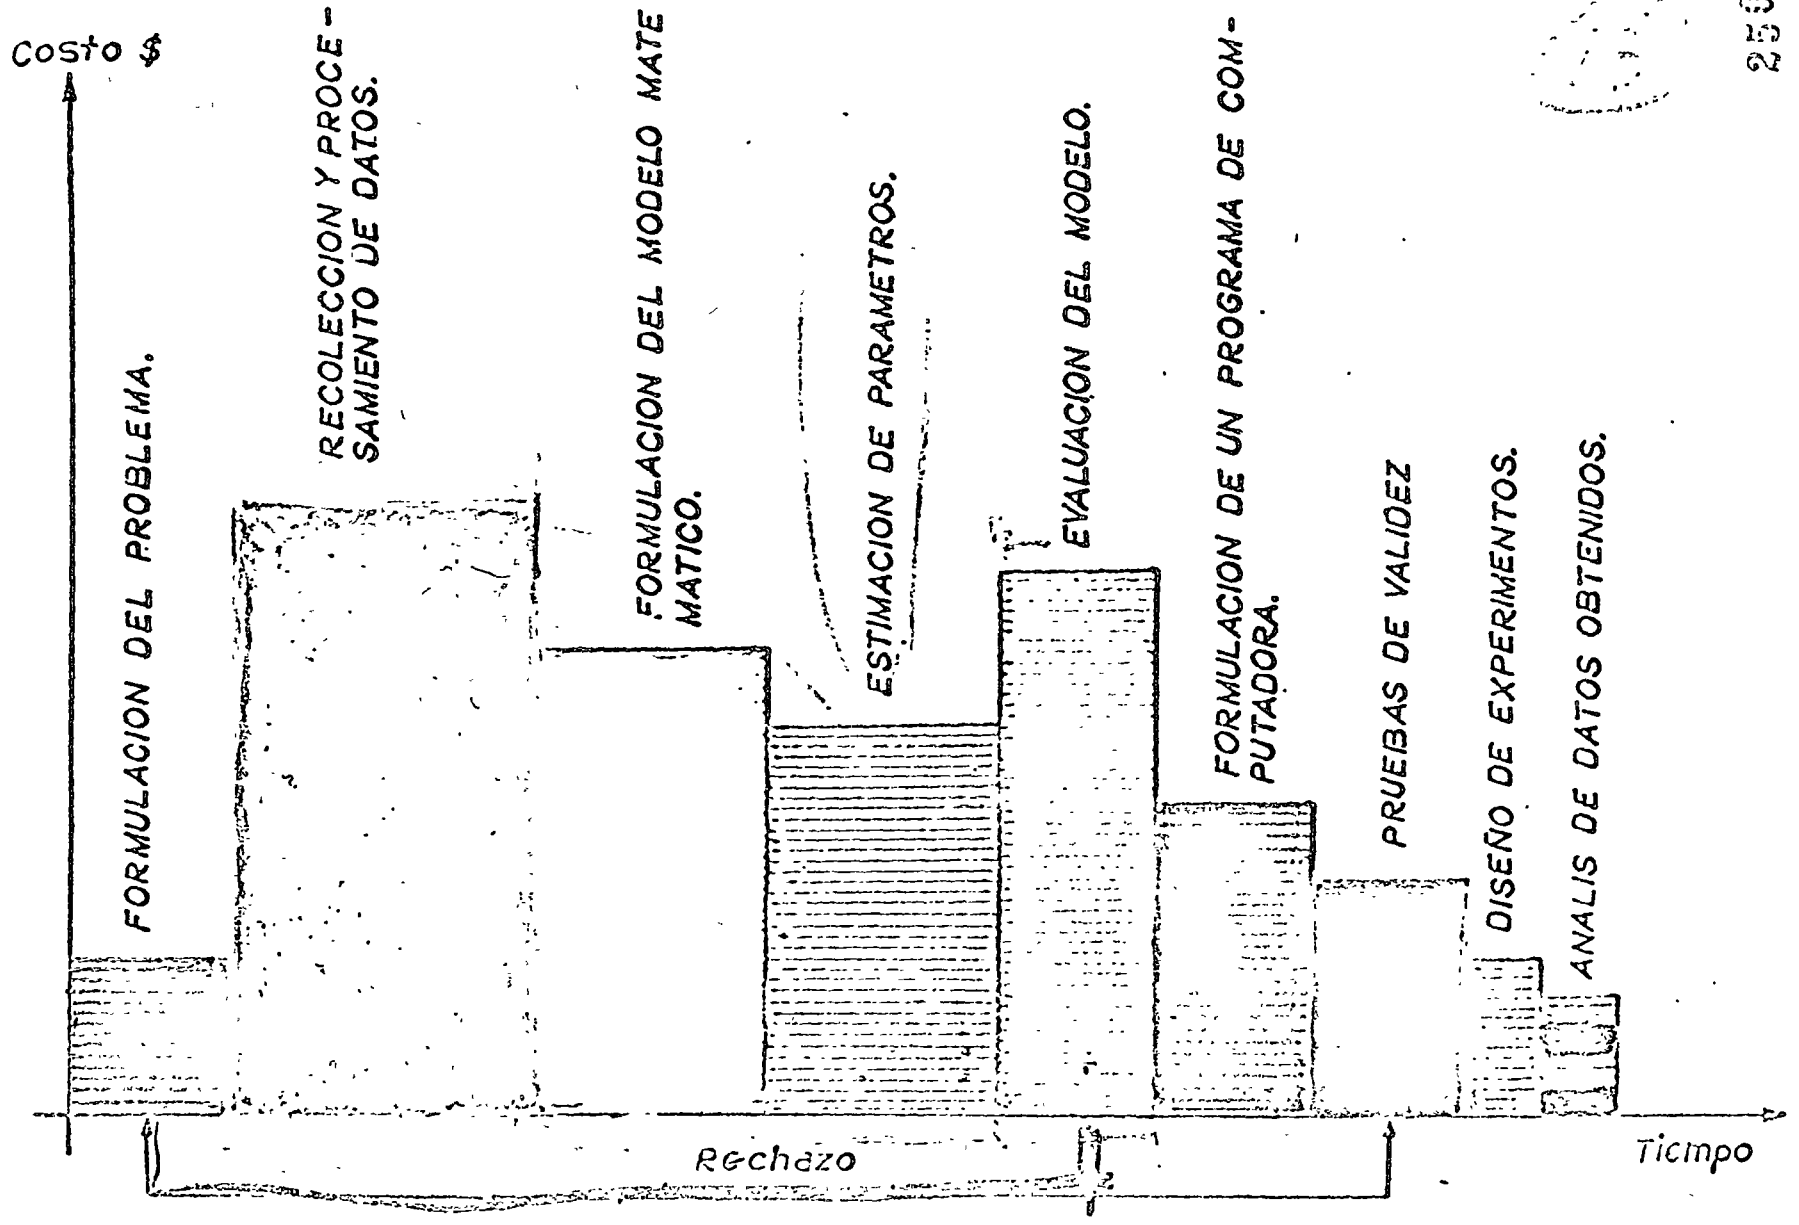 Costo $
FORMULACION DEL PROBLEMA.
RECOLECCION Y PROCE-
SAMIENTO DE DATOS.
FORMULACION DEL MODELO MATE
MATICO.
ESTIMACION DE PARAMETROS.
EVALUACION DEL MODELO.
FORMULACION DE UN PROGRAMA DE COM-
PUTADORA.
PRUEBAS DE VALIDEZ
DISEÑO DE EXPERIMENTOS.
ANALIS DE DATOS OBTENIDOS.
Rechazo
Tiempo